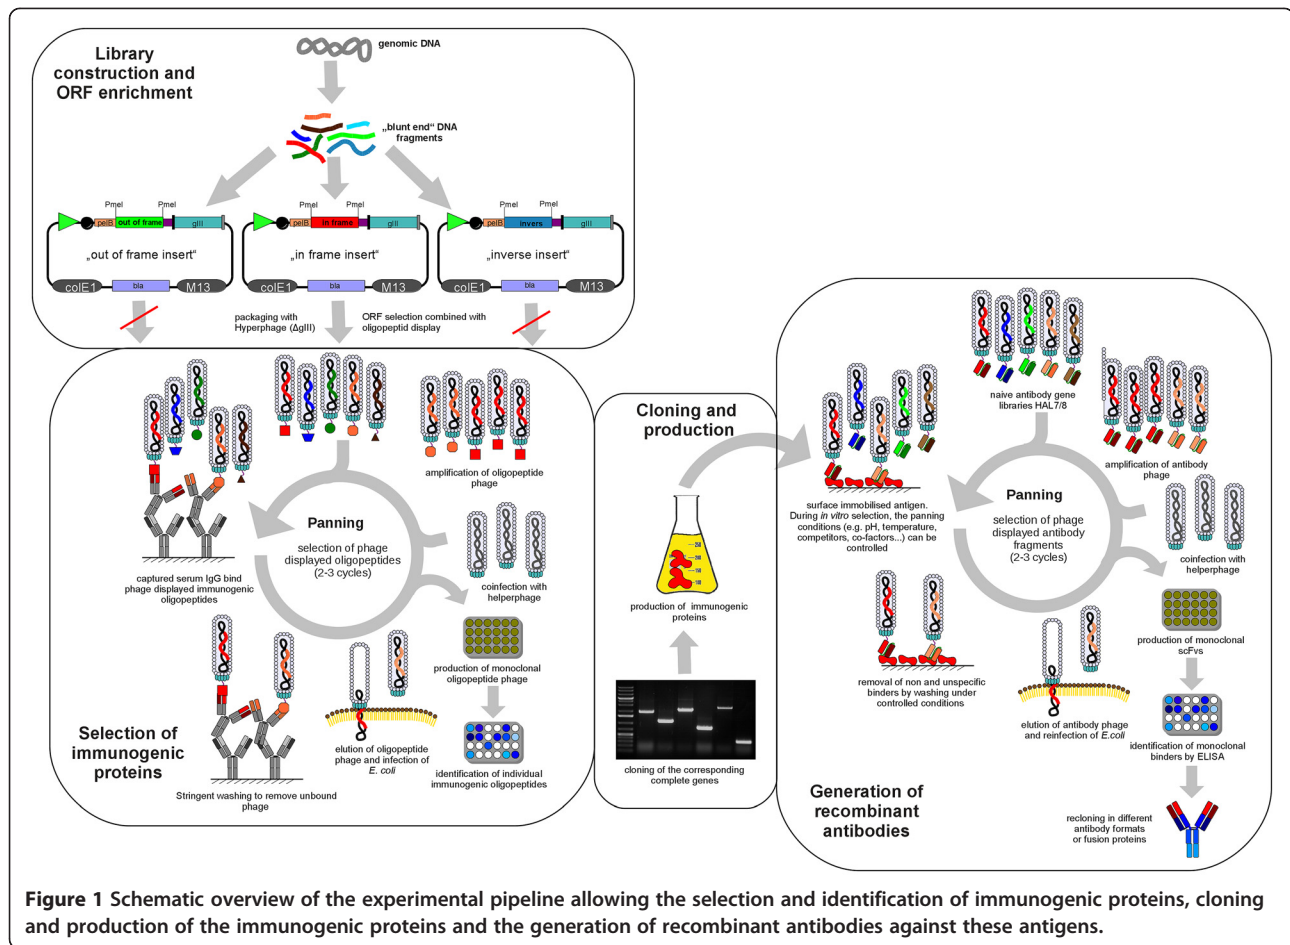 Library
construction and
ORF enrichment
genomic DNA
„blunt end“ DNA
fragments
PmeI PmeI
pelB out of frame gIII
„out of frame insert“
colE1 bla M13
PmeI PmeI
pelB in frame gIII
„in frame insert“
colE1 bla M13
PmeI PmeI
pelB invers gIII
„inverse insert“
colE1 bla M13
packaging with
Hyperphage (ΔgIII)
ORF selection combined with
oligopeptid display
amplification of oligopeptide
phage
Panning
selection of phage
displayed oligopeptides
(2-3 cycles)
captured serum IgG bind
phage displayed immunogenic
oligopeptides
coinfection with
helperphage
production of monoclonal
oligopeptide phage
identification of individual
immunogenic oligopeptides
elution of oligopeptide
phage and infection of
E. coli
Stringent washing to remove unbound
phage
Selection of
immunogenic
proteins
Cloning and
production
250
200
150
100
production of immunogenic
proteins
cloning of the corresponding
complete genes
naive antibody gene
libraries HAL7/8
amplification of antibody
phage
surface immobilised antigen.
During in vitro selection, the panning
conditions (e.g. pH, temperature,
competitors, co-factors...) can be
controlled
Panning
selection of phage
displayed antibody
fragments
(2-3 cycles)
coinfection with
helperphage
production of monoclonal
scFvs
removal of non and unspecific
binders by washing under
controlled conditions
elution of antibody phage
and reinfection of E.coli
identification of monoclonal
binders by ELISA
Generation of
recombinant
antibodies
recloning in different
antibody formats
or fusion proteins
Figure 1 Schematic overview of the experimental pipeline allowing the selection and identification of immunogenic proteins, cloning
and production of the immunogenic proteins and the generation of recombinant antibodies against these antigens.